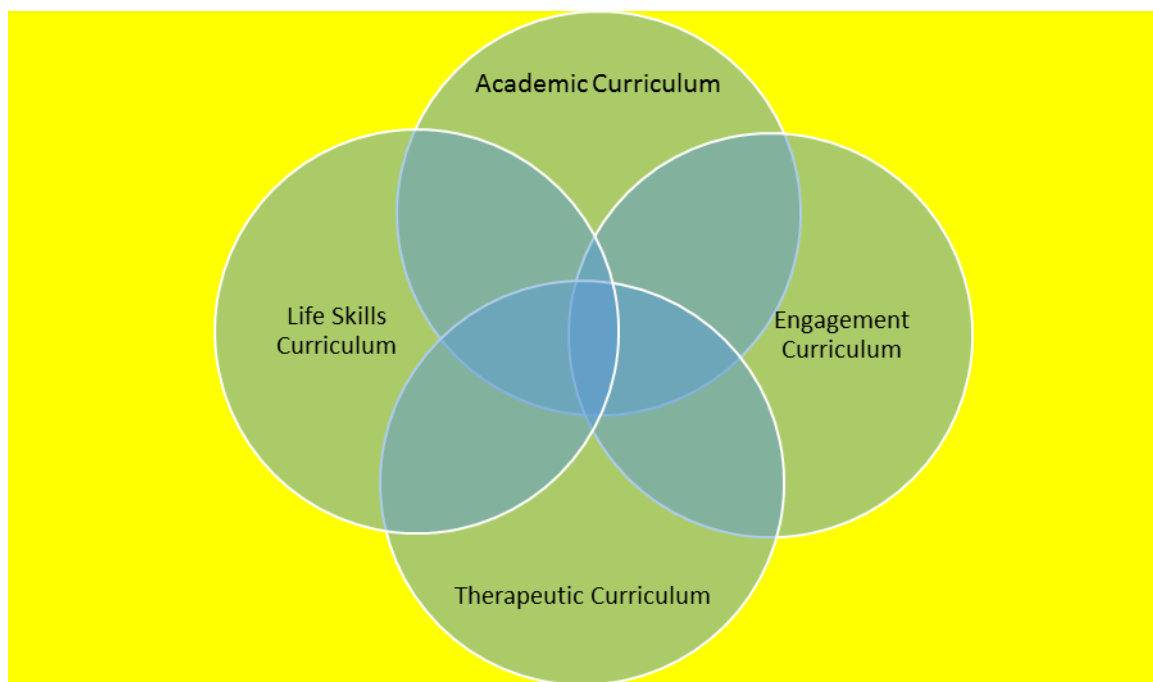 Academic Curriculum
Life Skills
Curriculum
Engagement
Curriculum
Therapeutic Curriculum